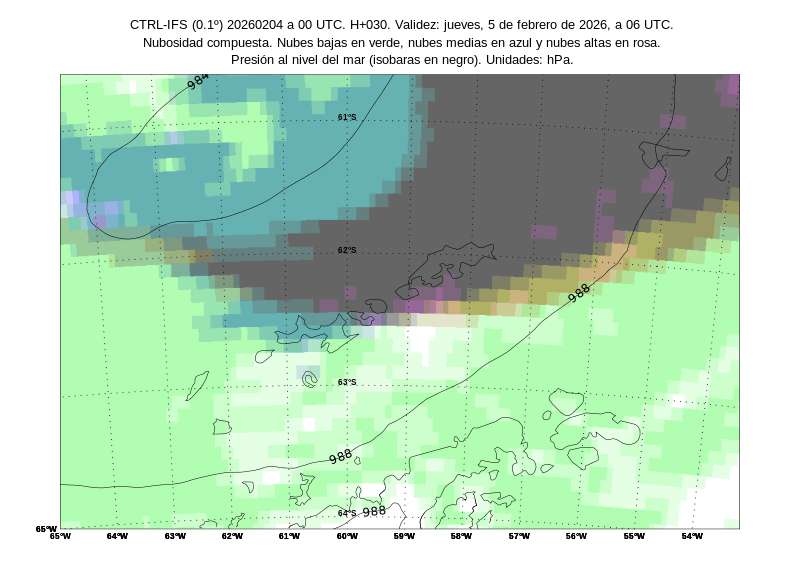 CTRL-IFS (0.1º) 20260204 a 00 UTC. H+030. Validez: jueves, 5 de febrero de 2026, a 06 UTC.
Nubosidad compuesta. Nubes bajas en verde, nubes medias en azul y nubes altas en rosa.
Presión al nivel del mar (isobaras en negro). Unidades: hPa.
984
61°S
62°S
988
63°S
988
64°S 988
65°W
65°W 64°W 63°W 62°W 61°W 60°W 59°W 58°W 57°W 56°W 55°W 54°W